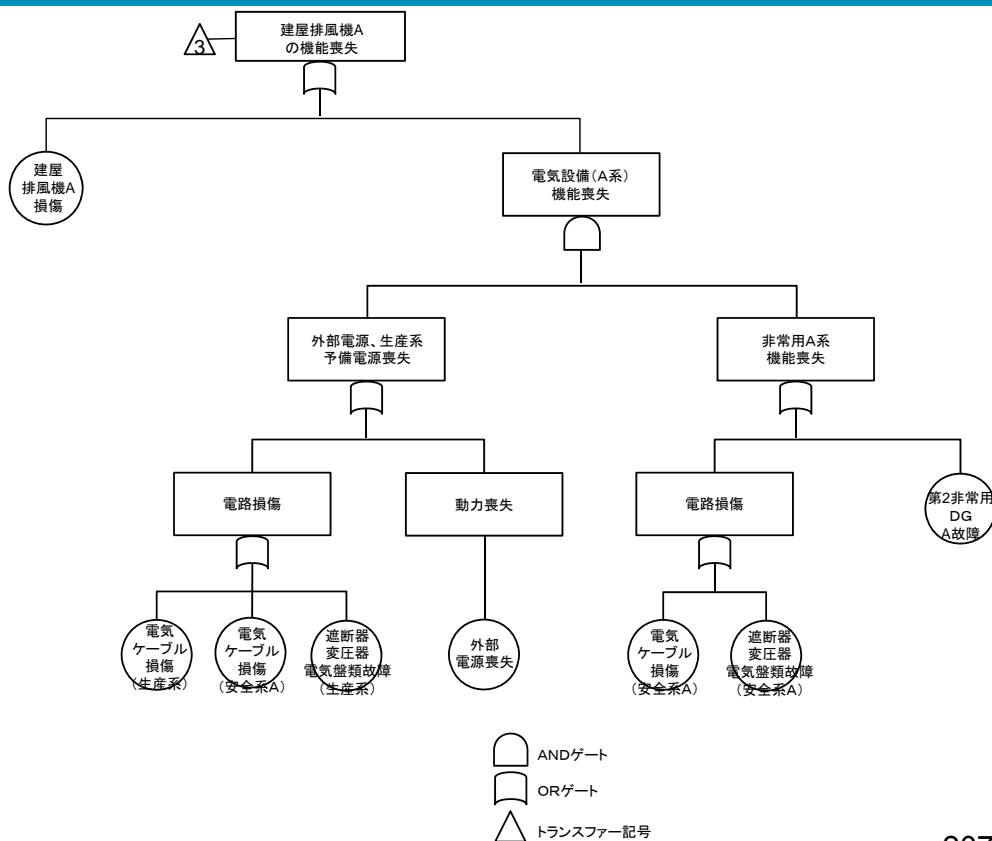 3
建屋排風機A
の機能喪失
建屋
排風機A
損傷
電気設備(A系)
機能喪失
外部電源、生産系
予備電源喪失
非常用A系
機能喪失
電路損傷
動力喪失
電路損傷
第2非常用
DG
A故障
電気
ケーブル
損傷
(生産系)
電気
ケーブル
損傷
(安全系A)
遮断器
変圧器
電気盤類故障
(生産系)
外部
電源喪失
電気
ケーブル
損傷
(安全系A)
遮断器
変圧器
電気盤類故障
(安全系A)
ANDゲート
ORゲート
トランスファー記号